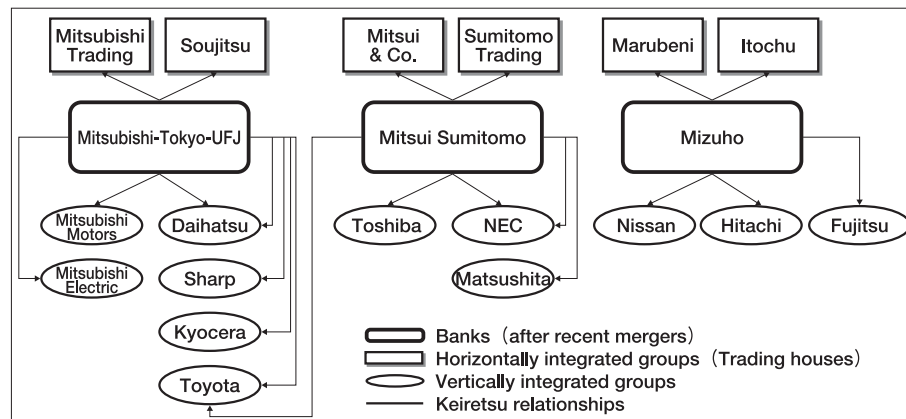 Mitsubishi
Trading
Soujitsu
Mitsui
& Co.
Sumitomo
Trading
Marubeni
Itochu
Mitsubishi-Tokyo-UFJ
Mitsui Sumitomo
Mizuho
Mitsubishi
Motors
Daihatsu
Toshiba
NEC
Nissan
Hitachi
Fujitsu
Mitsubishi
Electric
Sharp
Matsushita
Kyocera
Toyota
Banks (after recent mergers)
Horizontally integrated groups (Trading houses)
Vertically integrated groups
Keiretsu relationships